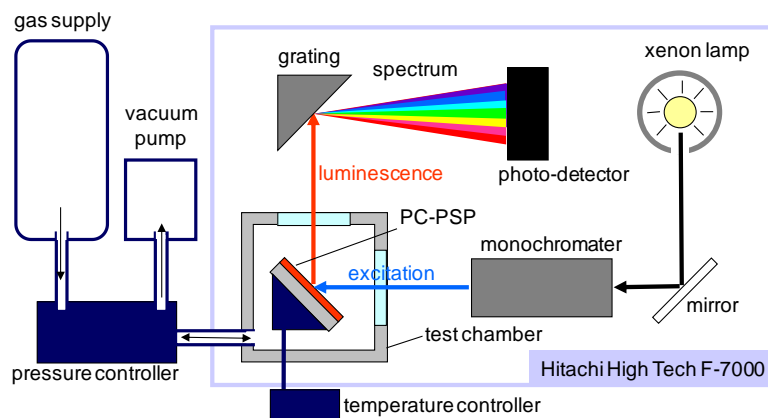 gas supply
vacuum
pump
grating
spectrum
xenon lamp
luminescence
photo-detector
PC-PSP
excitation
monochromater
mirror
test chamber
pressure controller
Hitachi High Tech F-7000
temperature controller